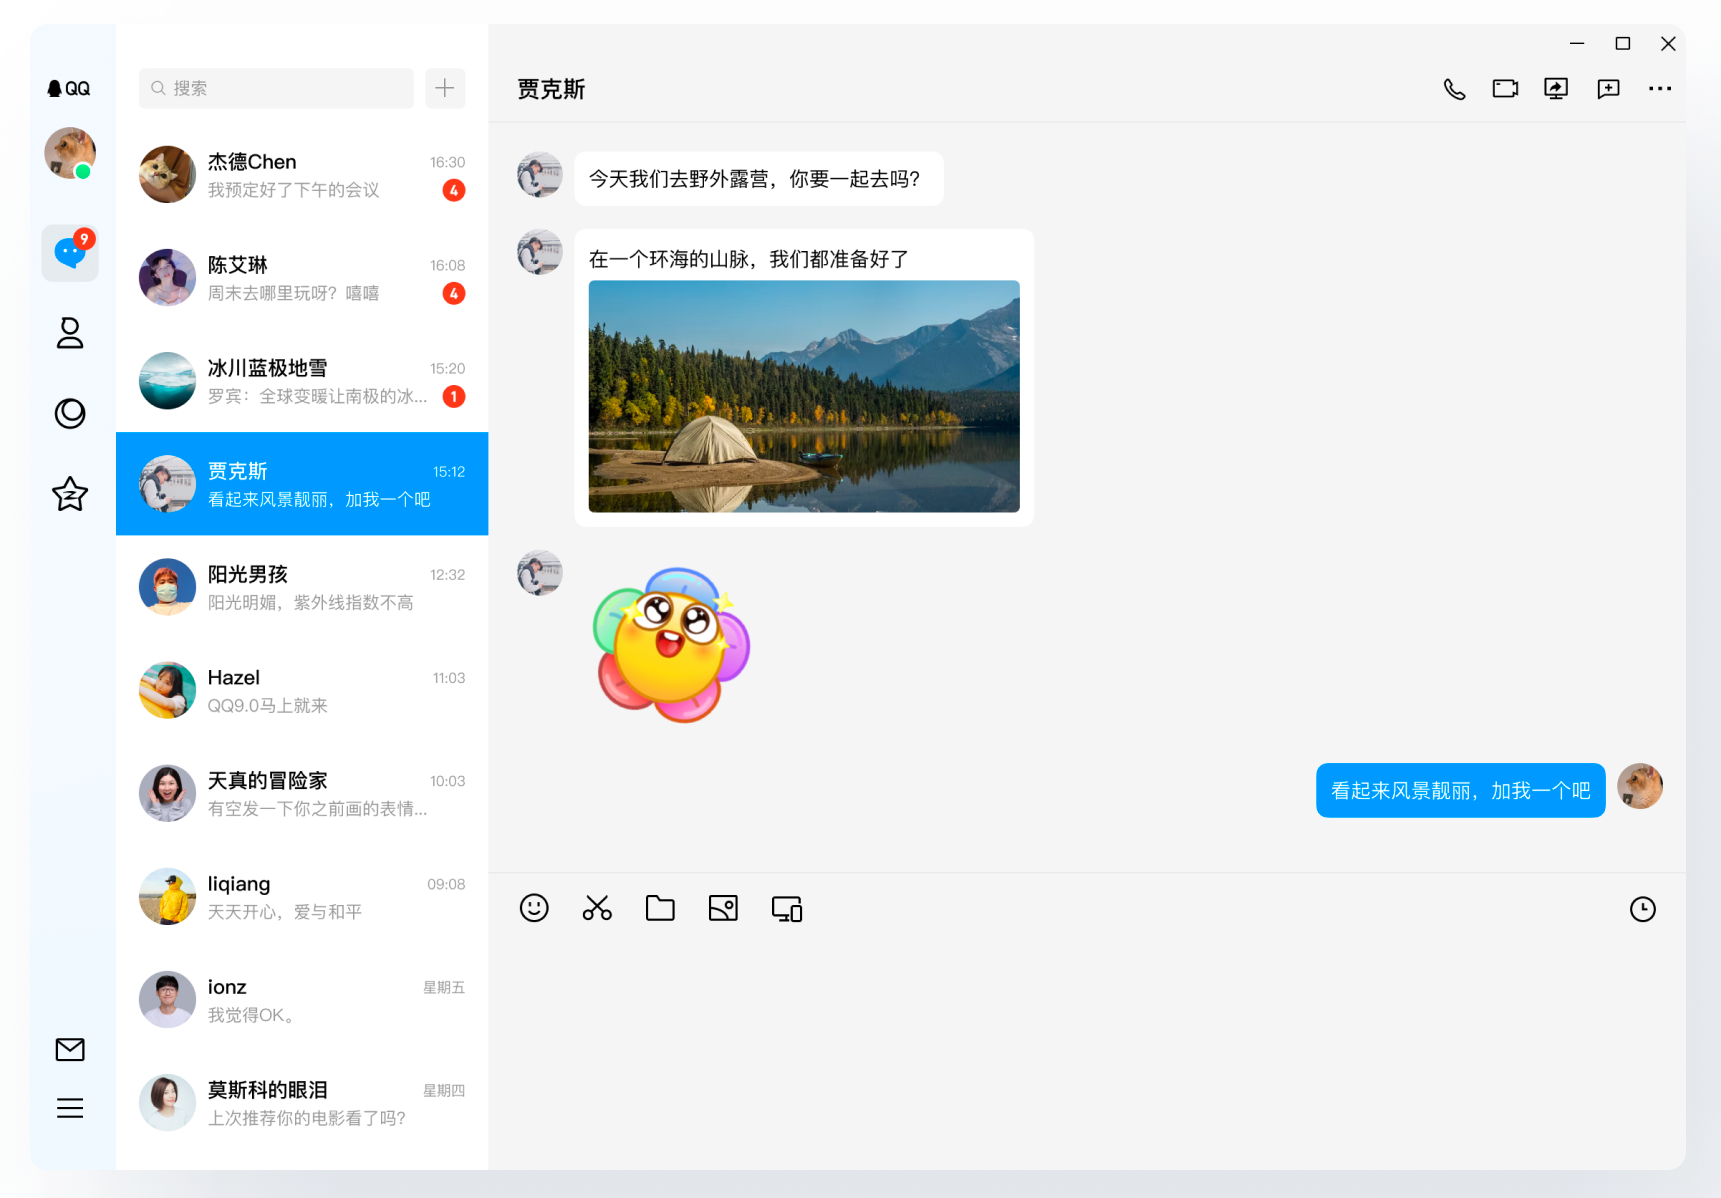 QQ
9
搜索
杰德Chen
16:30
我预定好了下午的会议
4
陈艾琳
16:08
周末去哪里玩呀？嘻嘻
4
冰川蓝极地雪
15:20
罗宾：全球变暖让南极的冰...
1
贾克斯
15:12
看起来风景靓丽，加我一个吧
阳光男孩
12:32
阳光明媚，紫外线指数不高
Hazel
11:03
QQ9.0马上就来
天真的冒险家
10:03
有空发一下你之前画的表情...
liqiang
09:08
天天开心，爱与和平
ionz
星期五
我觉得OK。
莫斯科的眼泪
星期四
上次推荐你的电影看了吗?
贾克斯
今天我们去野外露营，你要一起去吗?
在一个环海的山脉，我们都准备好了
看起来风景靓丽，加我一个吧